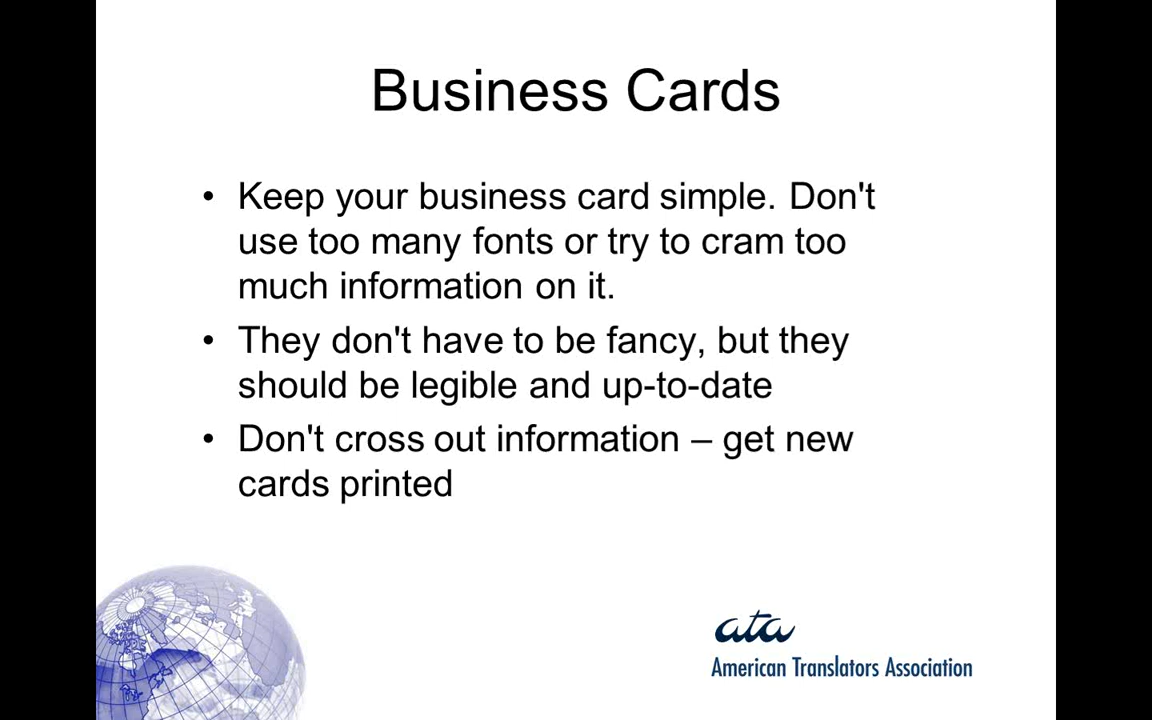 Business Cards
• Keep your business card simple. Don't
use too many fonts or try to cram too
much information on it.
• They don't have to be fancy, but they
should be legible and up-to-date
• Don't cross out information – get new
cards printed
ata
American Translators Association